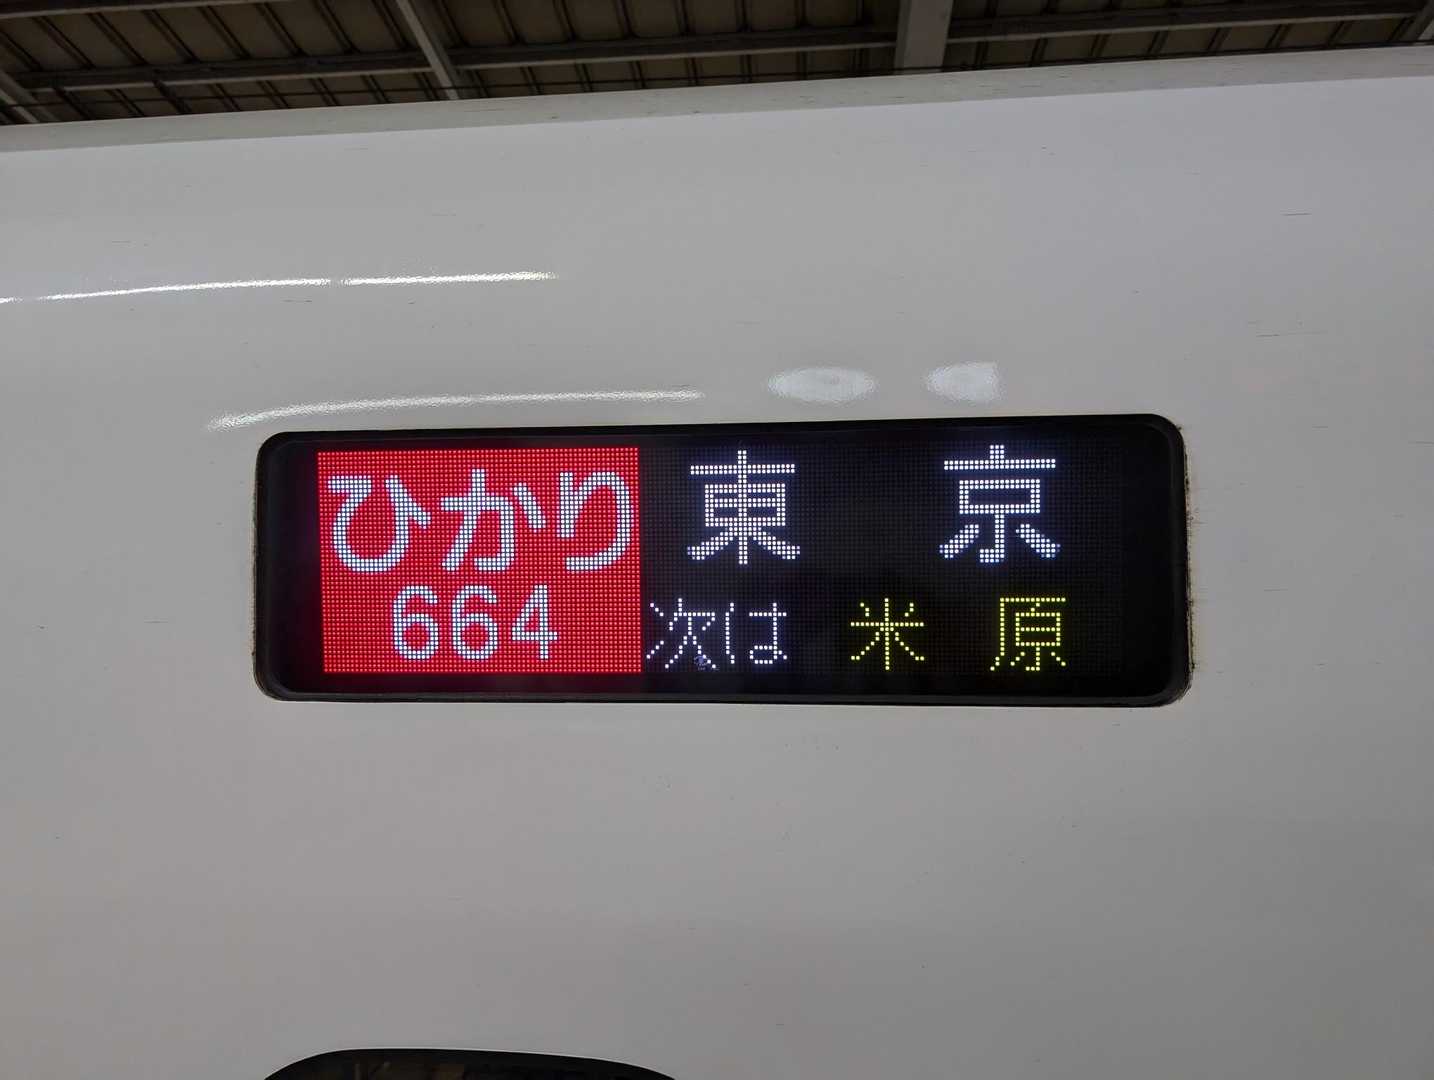 ひかり 東京
664 次は 米原